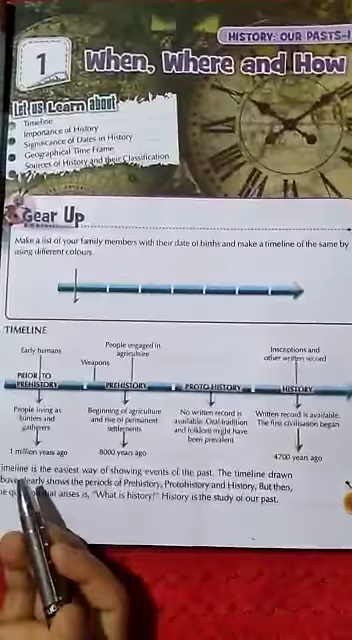 HISTORY: OUR PASTS-I
1
When, Where and How
Let us Learn about
Timeline
Importance of History
Significance of Dates in History
Geographical Time Frame
Sources of History and their Classification
Gear Up
Make a list of your family members with their date of births and make a timeline of the same by
using different colours.
TIMELINE
Early humans
Weapons
People engaged in
agriculture
Inscriptions and
other written record
PRIOR TO
PREHISTORY
PREHISTORY
PROTO HISTORY
HISTORY
People living as
hunters and
gatherers
1 million years ago
Beginning of agriculture
and rise of permanent
settlements
8000 years ago
No written record is
available. Oral tradition
and folklore might have
been prevalent
Written record is available.
The first civilisation began
4700 years ago
imeline is the easiest way of showing events of the past. The timeline drawn
bove clearly shows the periods of Prehistory, Protohistory and History. But then,
he that arises is, "What is history?" History is the study of our past.